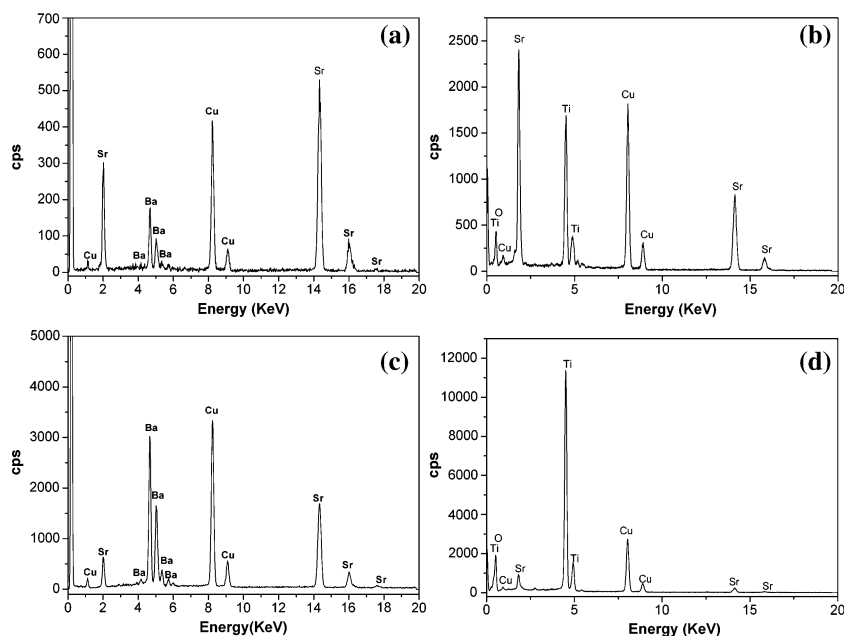 (a)
700
600
500
400
300
200
100
0
cps
Sr
Cu
Sr
Ba
Ba
Cu
Ba
Ba
Cu
Sr
Sr
0 2 4 6 8 10 12 14 16 18 20
Energy (KeV)
(b)
2500
2000
1500
1000
500
0
cps
Sr
Cu
Ti
Sr
O
Ti
Ti
Cu
Cu
Sr
0 5 10 15 20
Energy (KeV)
(c)
5000
4000
3000
2000
1000
0
cps
Cu
Ba
Ba
Sr
Sr
Cu
Cu
Ba
Ba
Ba
Sr
Sr
0 2 4 6 8 10 12 14 16 18 20
Energy(KeV)
(d)
12000
10000
8000
6000
4000
2000
0
cps
Ti
Cu
O
Ti
Ti
Sr
Cu
Cu
Sr
Sr
0 5 10 15 20
Energy (KeV)